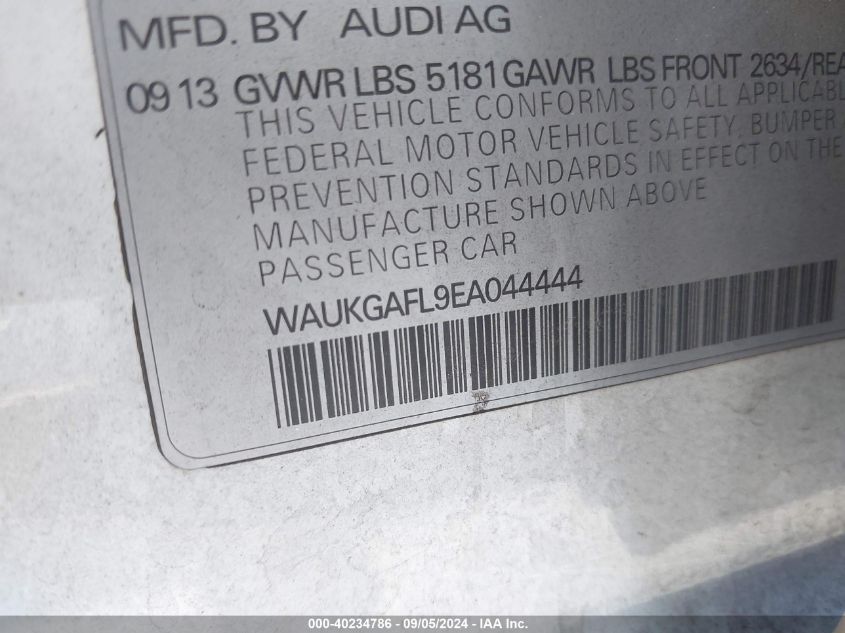 MFD. BY AUDI AG
09 13 GVWR LBS 5181 GAWR LBS FRONT 2634/REA
THIS VEHICLE CONFORMS TO ALL APPLICABL
FEDERAL MOTOR VEHICLE SAFETY, BUMPER
PREVENTION STANDARDS IN EFFECT ON THE
MANUFACTURE SHOWN ABOVE
PASSENGER CAR
WAUKGAFL9EA044444
000-40234786 - 09/05/2024 - IAA Inc.